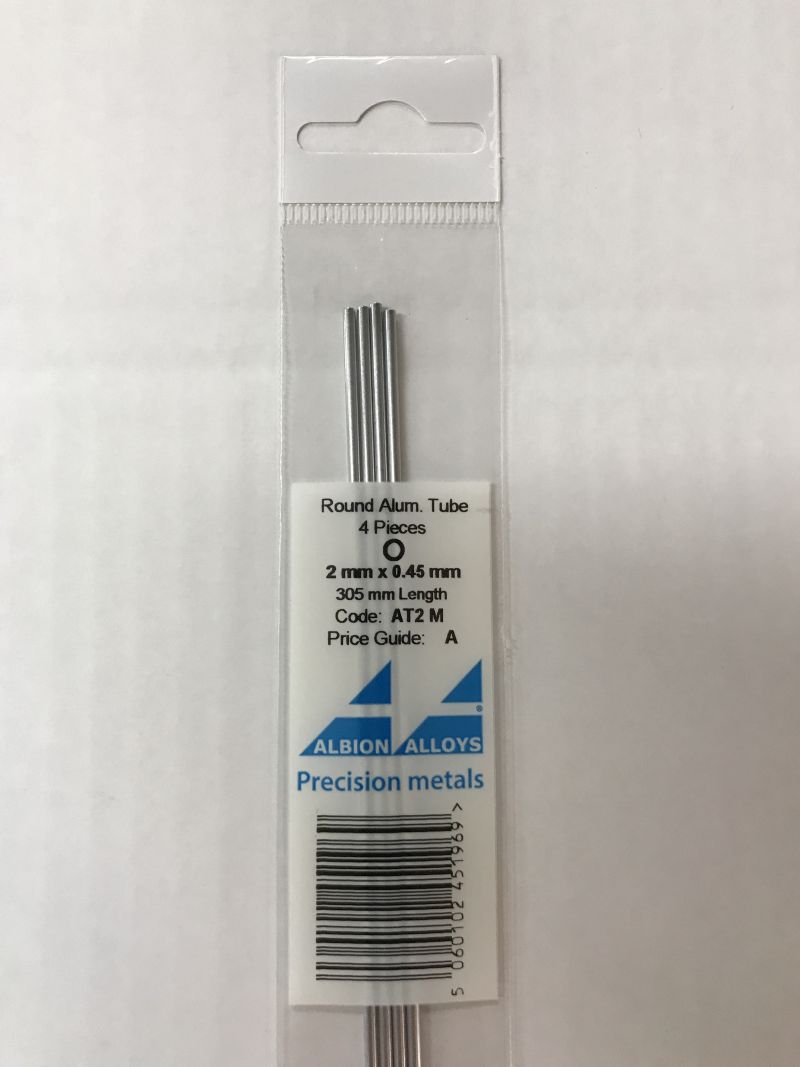 Round Alum. Tube
4 Pieces
2 mm x 0.45 mm
305 mm Length
Code: AT2 M
Price Guide: A
®
ALBION ALLOYS
Precision metals
5 060102 451969 >